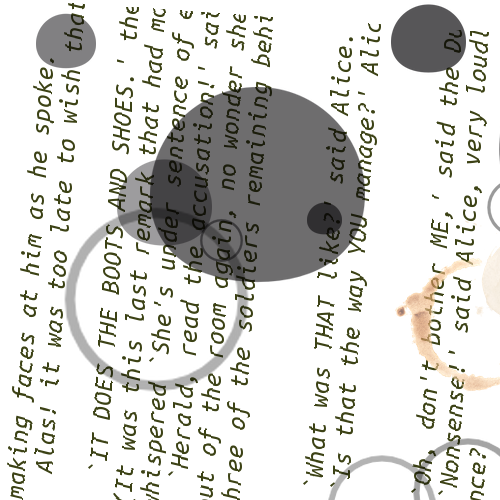 making faces at him as he spoke.
Alas! it was too late to wish that
`IT DOES THE BOOTS AND SHOES.' the
(It was this last remark that had
whispered `She's under sentence of
`Herald, read the accusation!' sai
ut of the room again, no wonder she
hree of the soldiers remaining behi
`What was THAT like?' said Alice.
`Is that the way YOU manage?' Alic
`Oh, don't bother ME,' said the Du
`Nonsense!' said Alice, very loudl
nce?